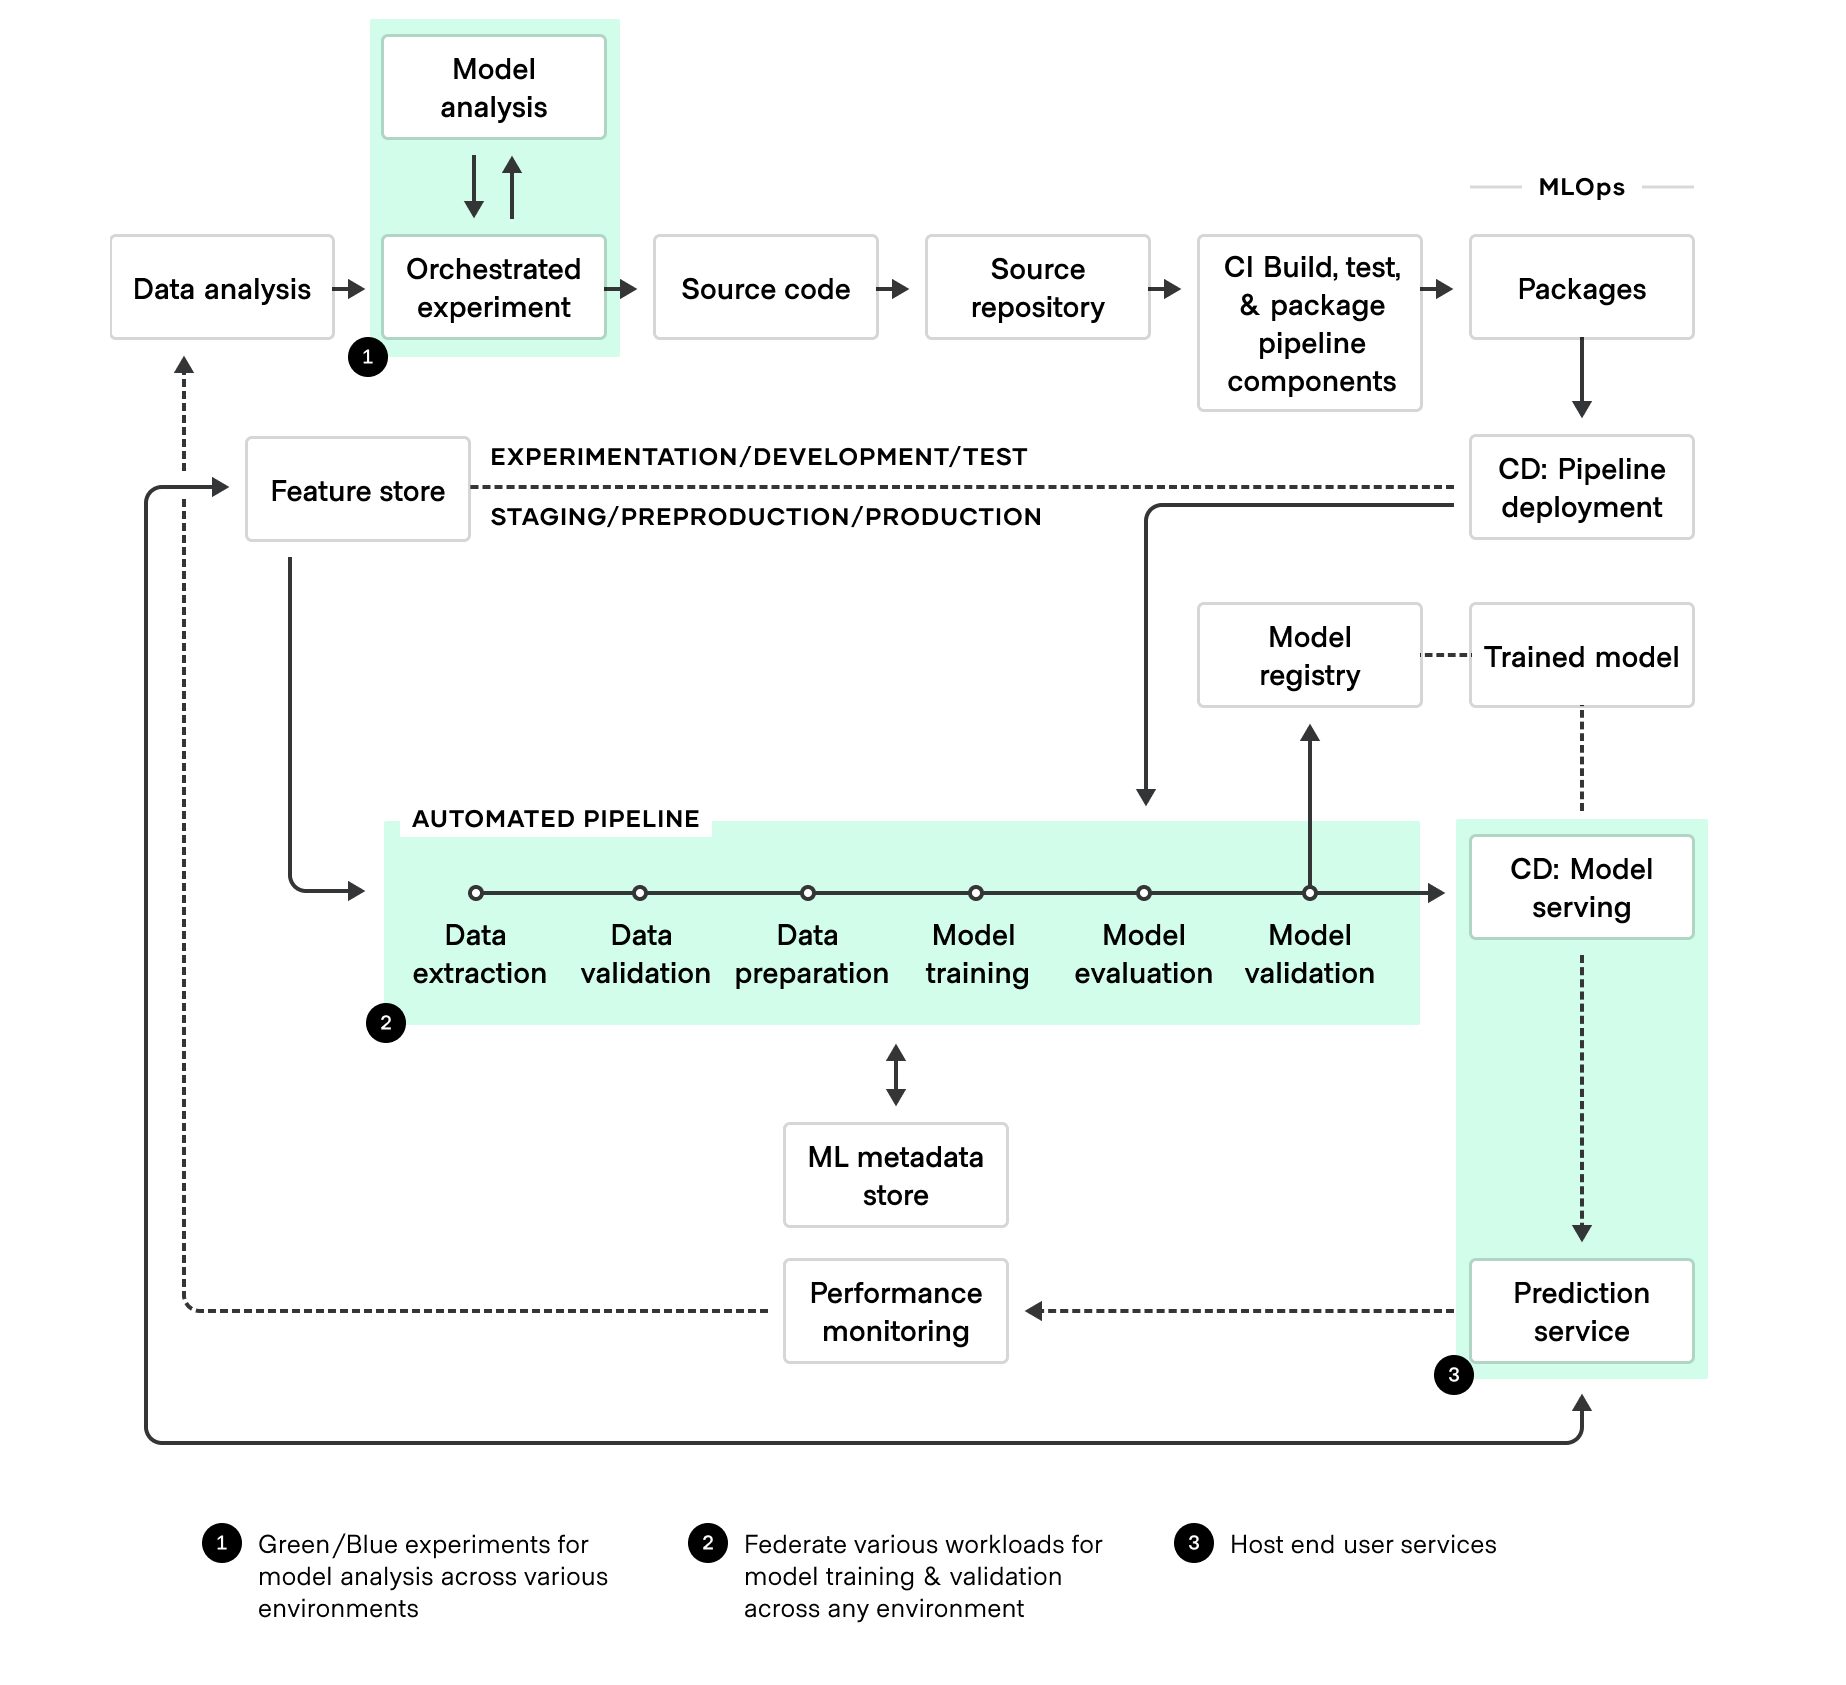 Model
analysis
MLOps
Data analysis
Orchestrated
experiment
Source code
Source
repository
CI Build, test,
& package
pipeline
components
Packages
1
Feature store
EXPERIMENTATION/DEVELOPMENT/TEST
STAGING/PREPRODUCTION/PRODUCTION
CD: Pipeline
deployment
Model
registry
Trained model
AUTOMATED PIPELINE
Data
extraction
Data
validation
Data
preparation
Model
training
Model
evaluation
Model
validation
2
CD: Model
serving
ML metadata
store
Performance
monitoring
Prediction
service
3
1
Green/Blue experiments for
model analysis across various
environments
2
Federate various workloads for
model training & validation
across any environment
3
Host end user services